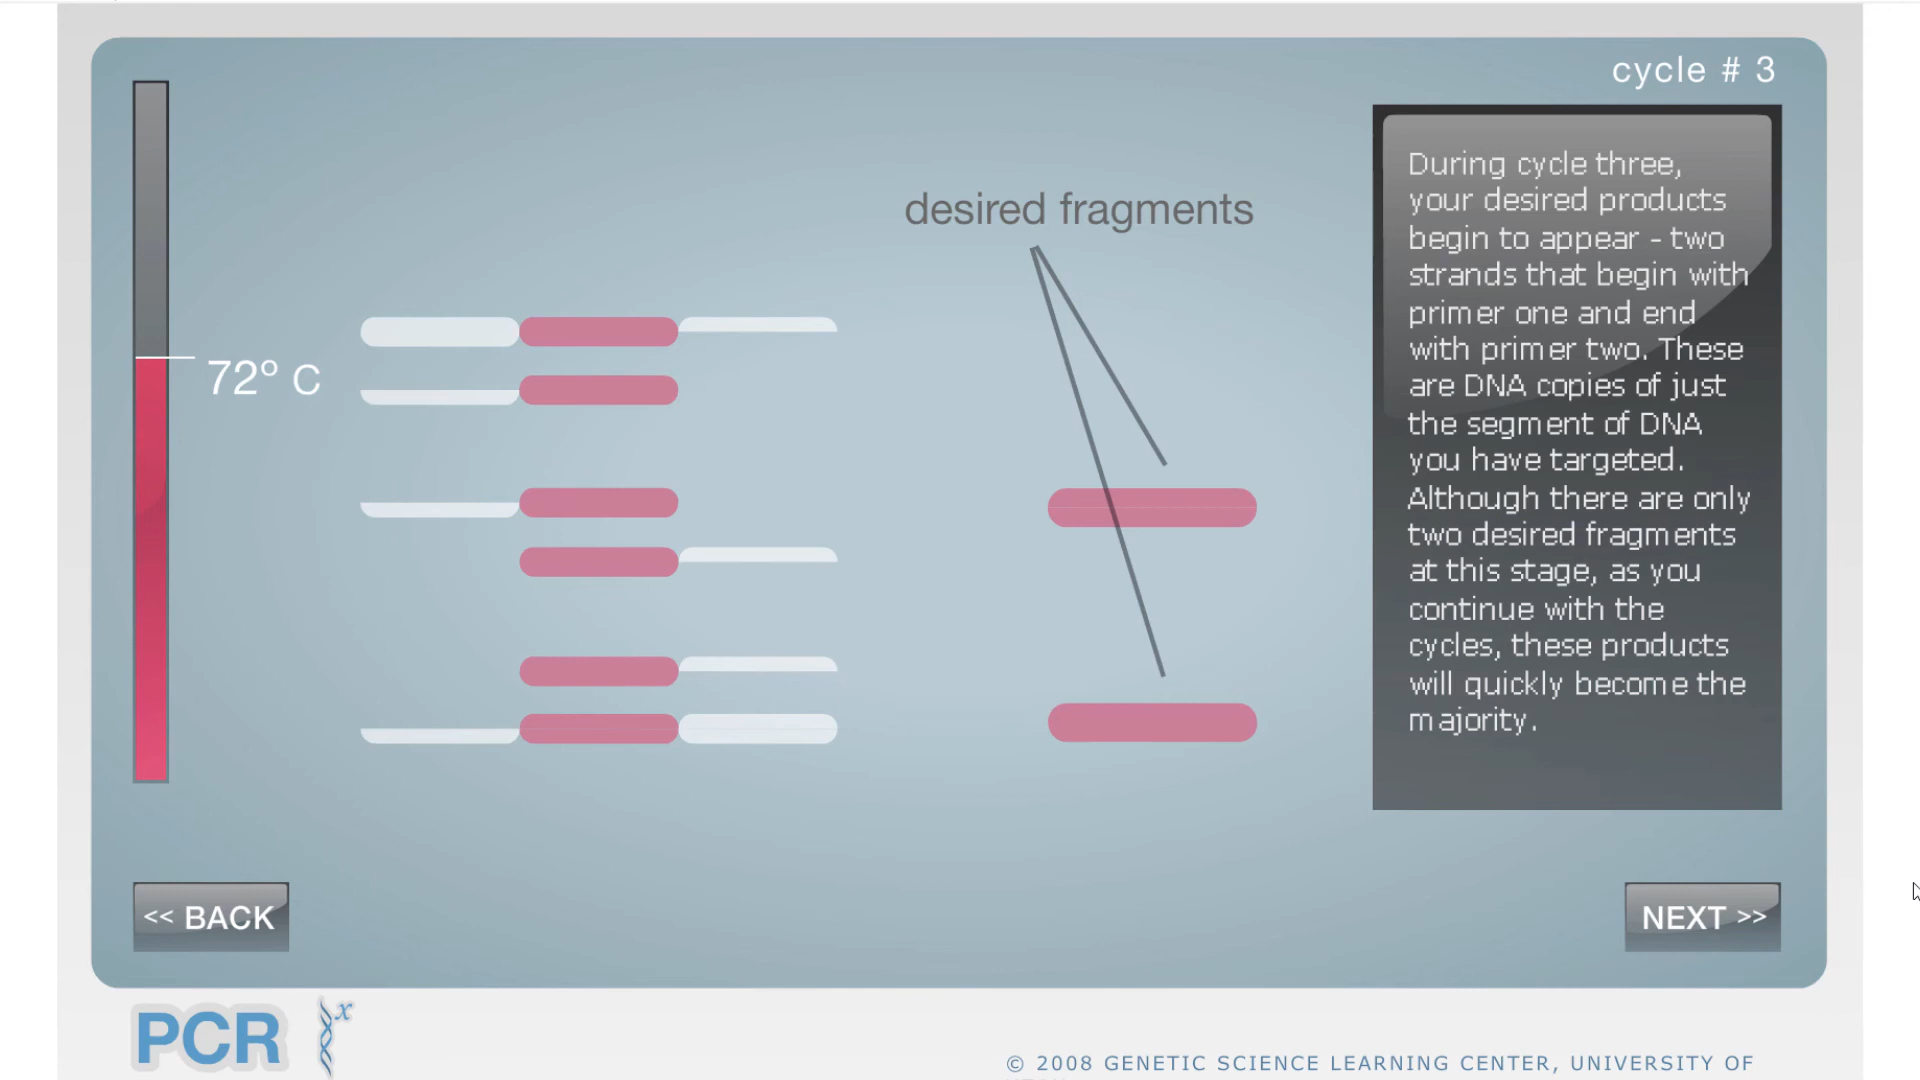 cycle # 3
desired fragments
72° C
During cycle three,
your desired products
begin to appear - two
strands that begin with
primer one and end
with primer two. These
are DNA copies of just
the segment of DNA
you have targeted.
Although there are only
two desired fragments
at this stage, as you
continue with the
cycles, these products
will quickly become the
majority.
<< BACK
NEXT >>
PCR x
© 2008 GENETIC SCIENCE LEARNING CENTER, UNIVERSITY OF